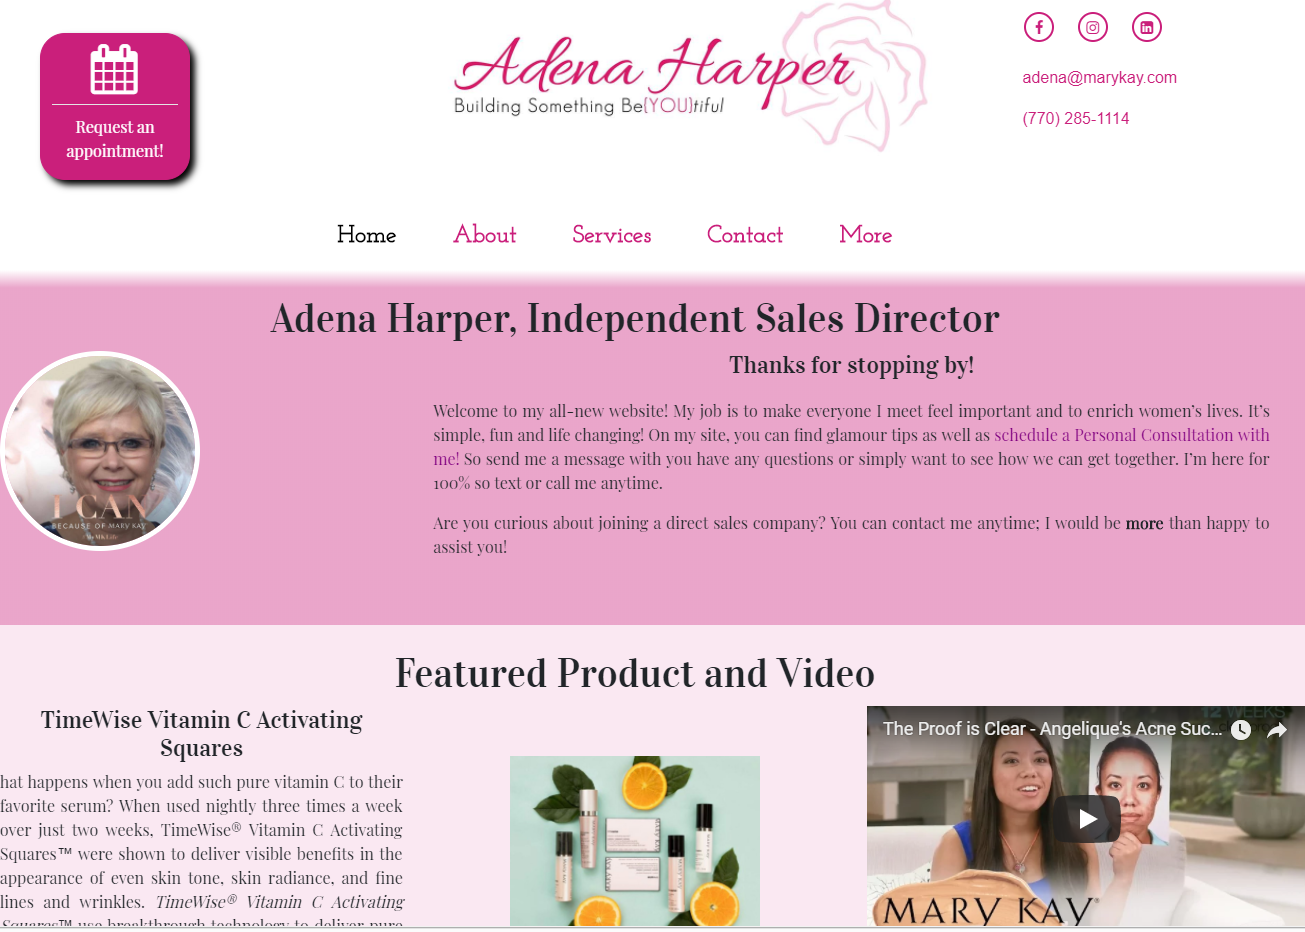 Request an
appointment!
Adena Harper
Building Something Be{YOU}tiful
adena@marykay.com
(770) 285-1114
Home About Services Contact More
Adena Harper, Independent Sales Director
Thanks for stopping by!
I CAN
BECAUSE OF MARY KAY
Welcome to my all-new website! My job is to make everyone I meet feel important and to enrich women's lives. It's
simple, fun and life changing! On my site, you can find glamour tips as well as schedule a Personal Consultation with
me! So send me a message with you have any questions or simply want to see how we can get together. I'm here for
100% so text or call me anytime.
Are you curious about joining a direct sales company? You can contact me anytime; I would be more than happy to
assist you!
Featured Product and Video
TimeWise Vitamin C Activating
Squares
hat happens when you add such pure vitamin C to their
favorite serum? When used nightly three times a week
over just two weeks, TimeWise® Vitamin C Activating
Squares™ were shown to deliver visible benefits in the
appearance of even skin tone, skin radiance, and fine
lines and wrinkles. TimeWise® Vitamin C Activating
Squares™ use breakthrough technology to deliver pure
12 WEEKS
The Proof is Clear - Angelique's Acne Suc...
MARY KAY®